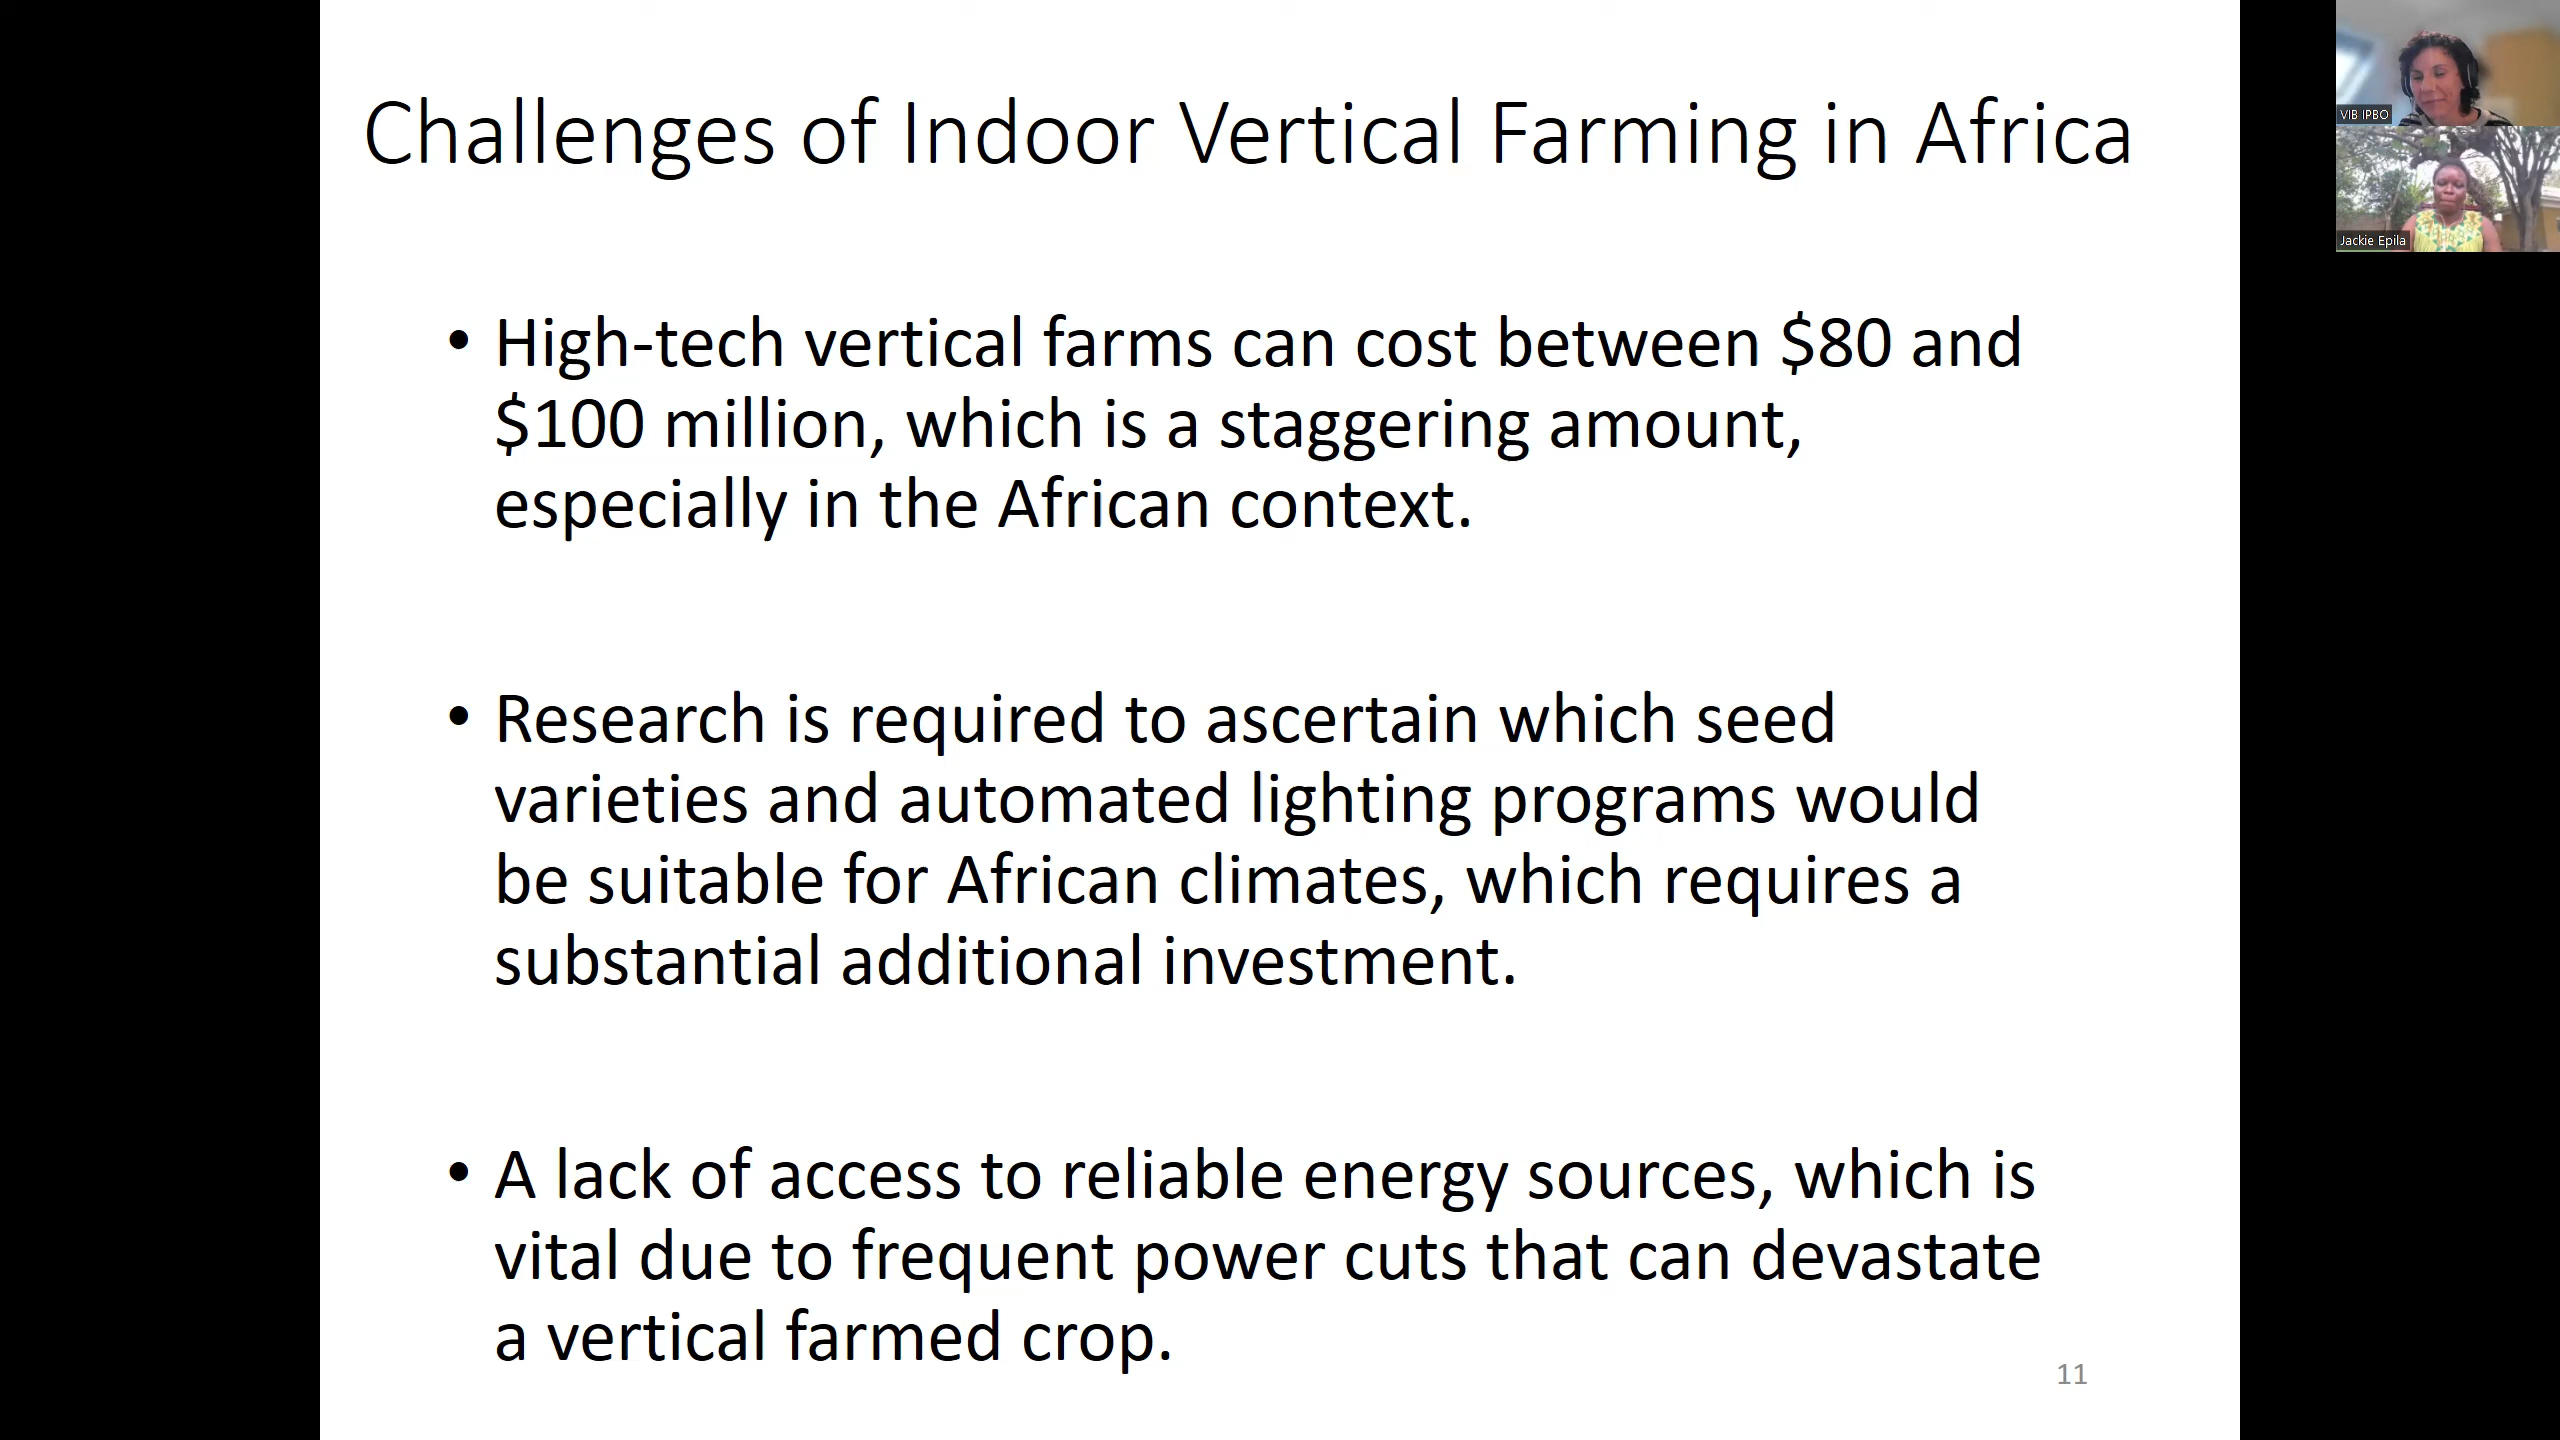 Challenges of Indoor Vertical Farming in Africa
• High-tech vertical farms can cost between $80 and
$100 million, which is a staggering amount,
especially in the African context.
• Research is required to ascertain which seed
varieties and automated lighting programs would
be suitable for African climates, which requires a
substantial additional investment.
• A lack of access to reliable energy sources, which is
vital due to frequent power cuts that can devastate
a vertical farmed crop.
11
VIB IPBO
Jackie Epila